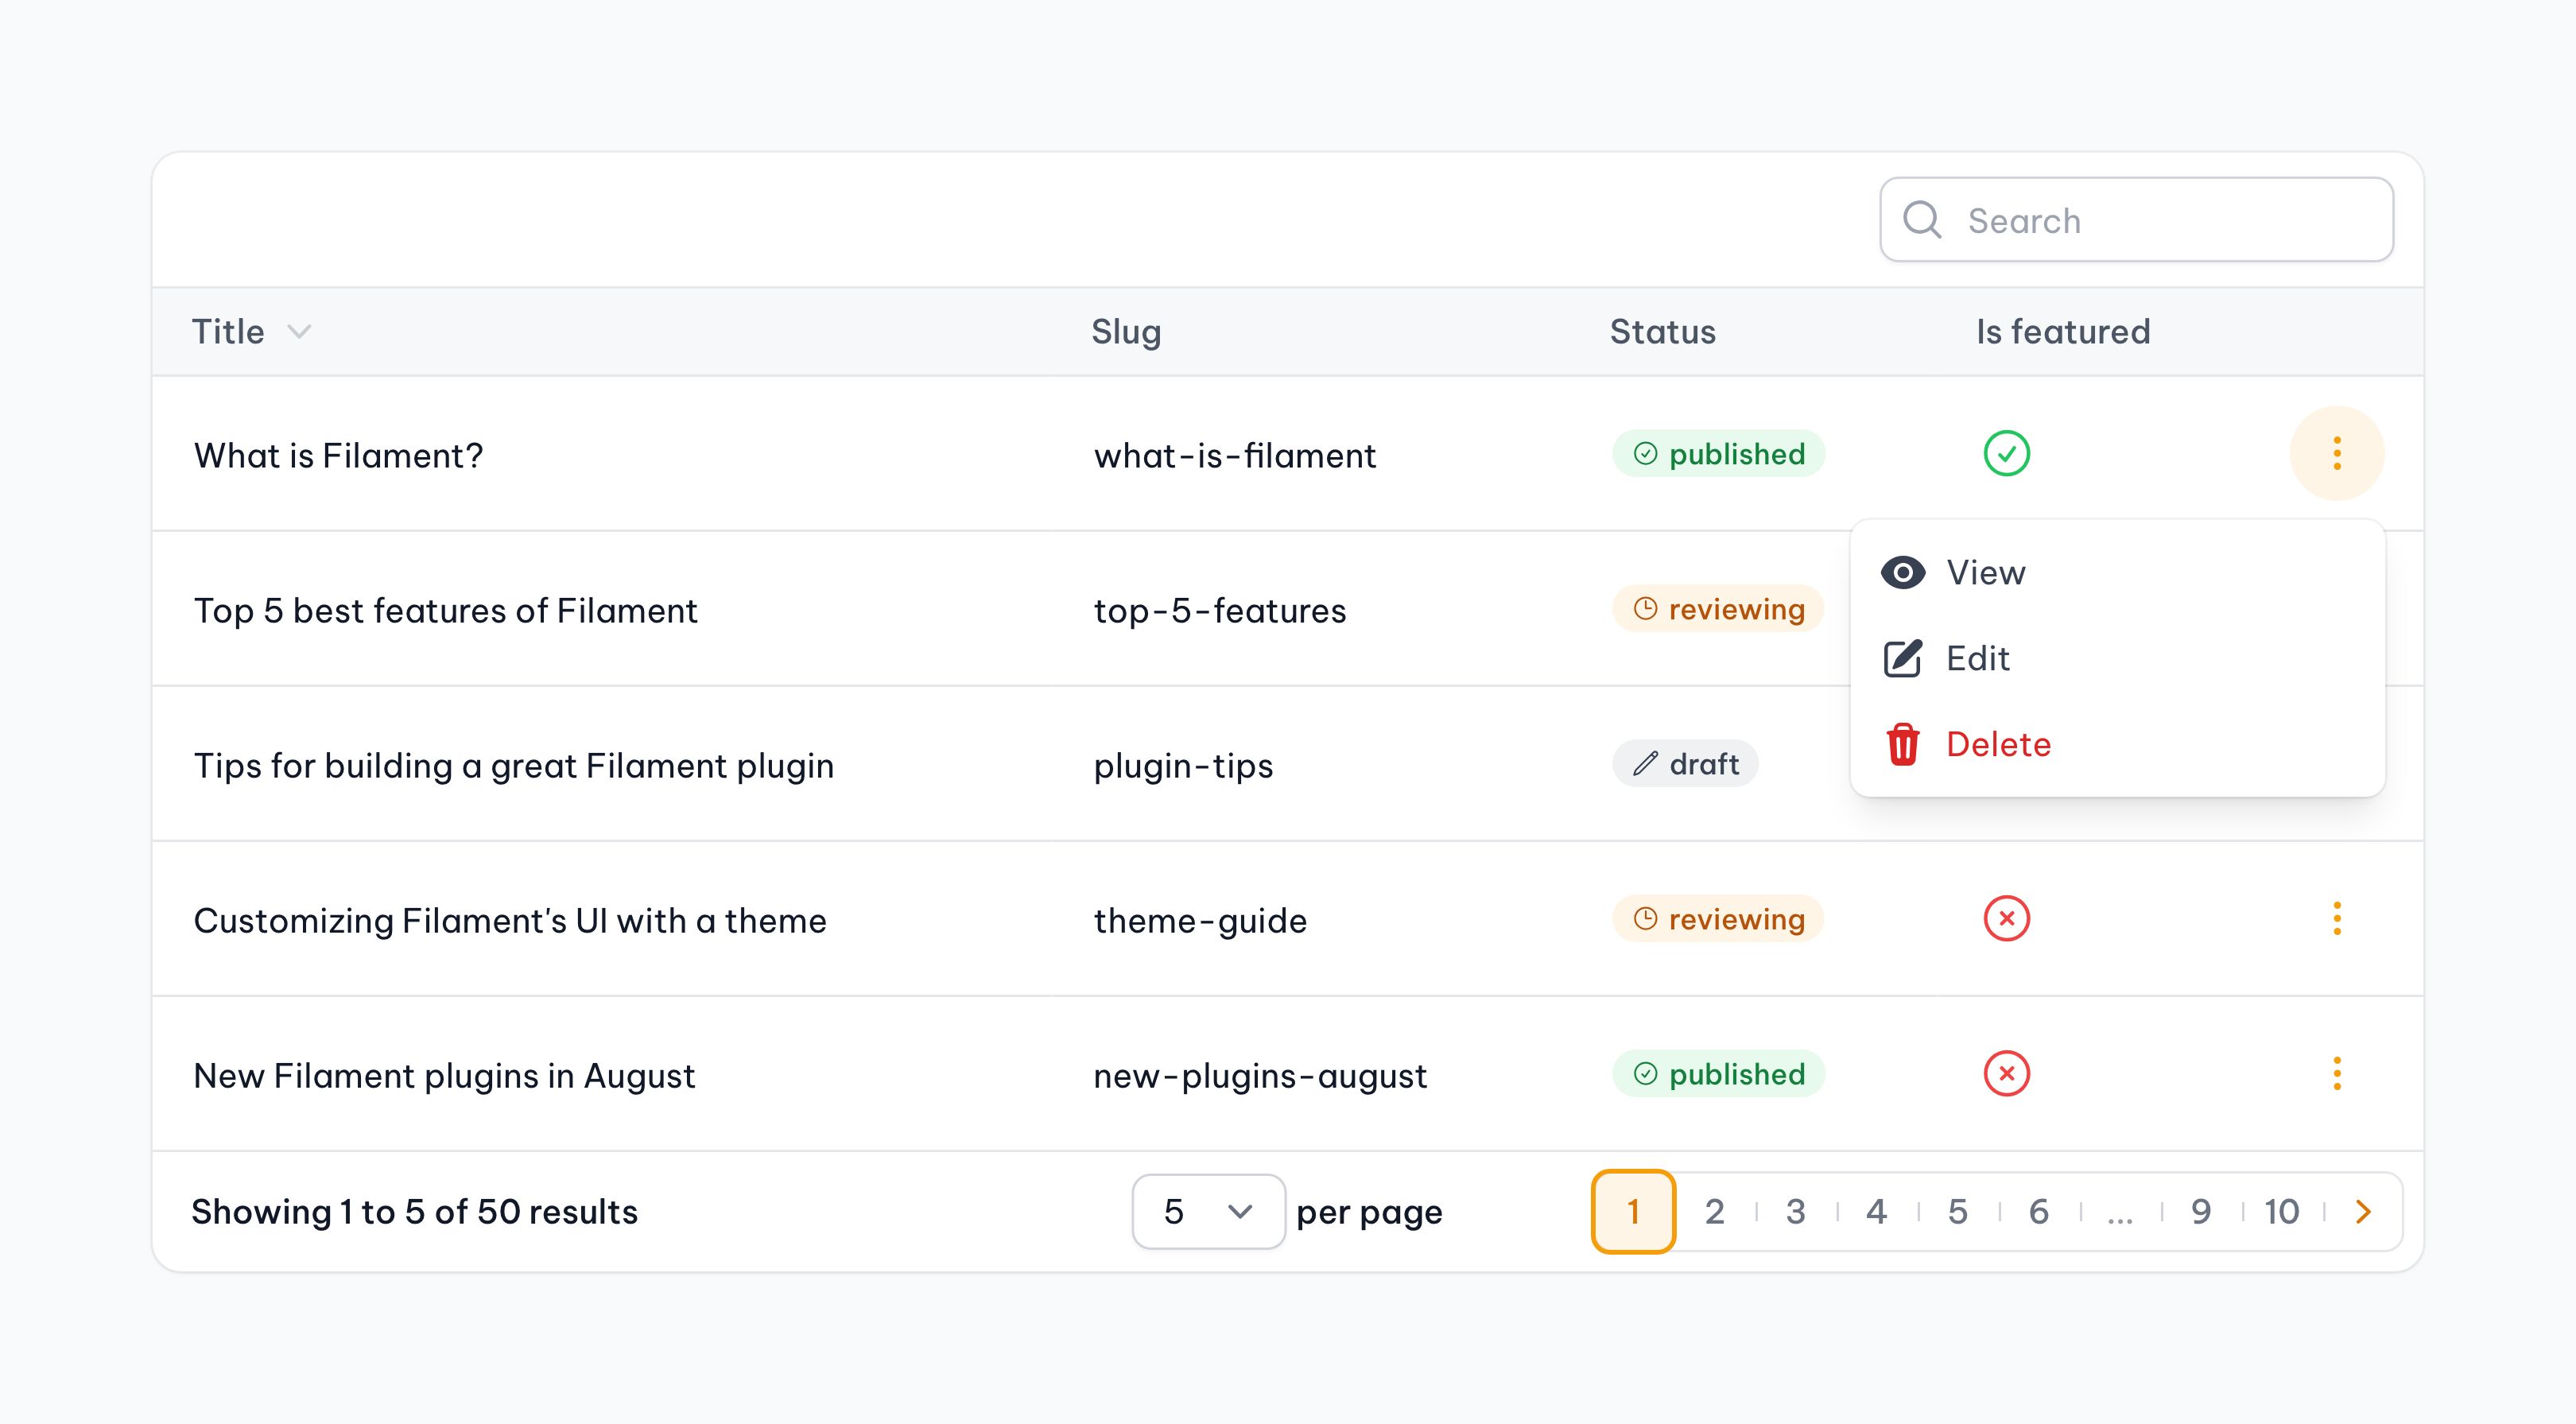 Search
Title Slug Status Is featured
What is Filament? what-is-filament published
View
Top 5 best features of Filament top-5-features reviewing
Edit
Delete
Tips for building a great Filament plugin plugin-tips draft
Customizing Filament's UI with a theme theme-guide reviewing
New Filament plugins in August new-plugins-august published
Showing 1 to 5 of 50 results 5 per page 1 2 3 4 5 6 ... 9 10